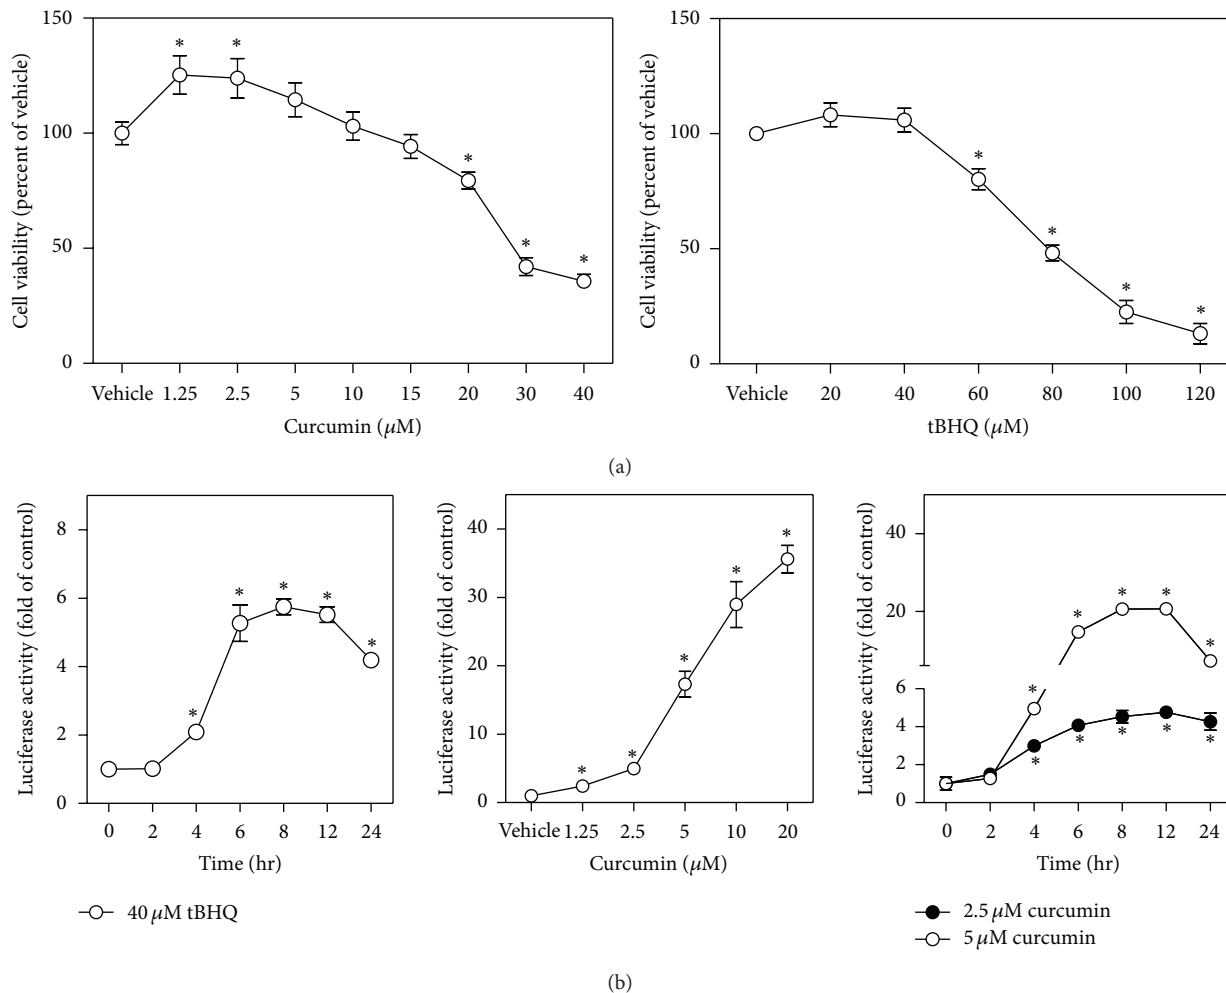 150
100
50
0
Cell viability (percent of vehicle)
* * * * *
Vehicle 1.25 2.5 5 10 15 20 30 40
Curcumin (μM)
150
100
50
0
Cell viability (percent of vehicle)
* * * *
Vehicle 20 40 60 80 100 120
tBHQ (μM)
(a)
8
6
4
2
0
Luciferase activity (fold of control)
* * * * *
0 2 4 6 8 12 24
Time (hr)
40 μM tBHQ
40
30
20
10
0
Luciferase activity (fold of control)
* * * * *
Vehicle 1.25 2.5 5 10 20
Curcumin (μM)
40
20
6
4
2
0
Luciferase activity (fold of control)
* * * * *
* * * * *
0 2 4 6 8 12 24
Time (hr)
2.5 μM curcumin
5 μM curcumin
(b)